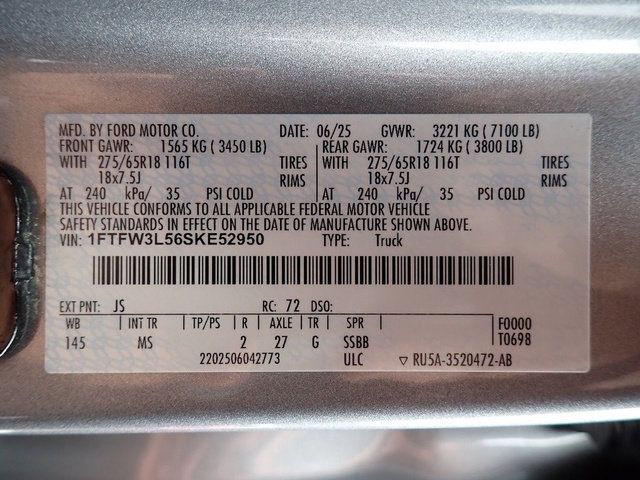 MFD. BY FORD MOTOR CO. DATE: 06/25 GVWR: 3221 KG ( 7100 LB)
FRONT GAWR: 1565 KG ( 3450 LB) REAR GAWR: 1724 KG ( 3800 LB)
WITH 275/65R18 116T TIRES WITH 275/65R18 116T TIRES
18x7.5J RIMS 18x7.5J RIMS
AT 240 kPa/ 35 PSI COLD AT 240 kPa/ 35 PSI COLD
THIS VEHICLE CONFORMS TO ALL APPLICABLE FEDERAL MOTOR VEHICLE
SAFETY STANDARDS IN EFFECT ON THE DATE OF MANUFACTURE SHOWN ABOVE.
VIN: 1FTFW3L56SKE52950 TYPE: Truck
EXT PNT: JS RC: 72 DSO:
WB INT TR TP/PS R AXLE TR SPR F0000
145 MS 2 27 G SSBB T0698
2202506042773 ULC ▽ RU5A-3520472-AB